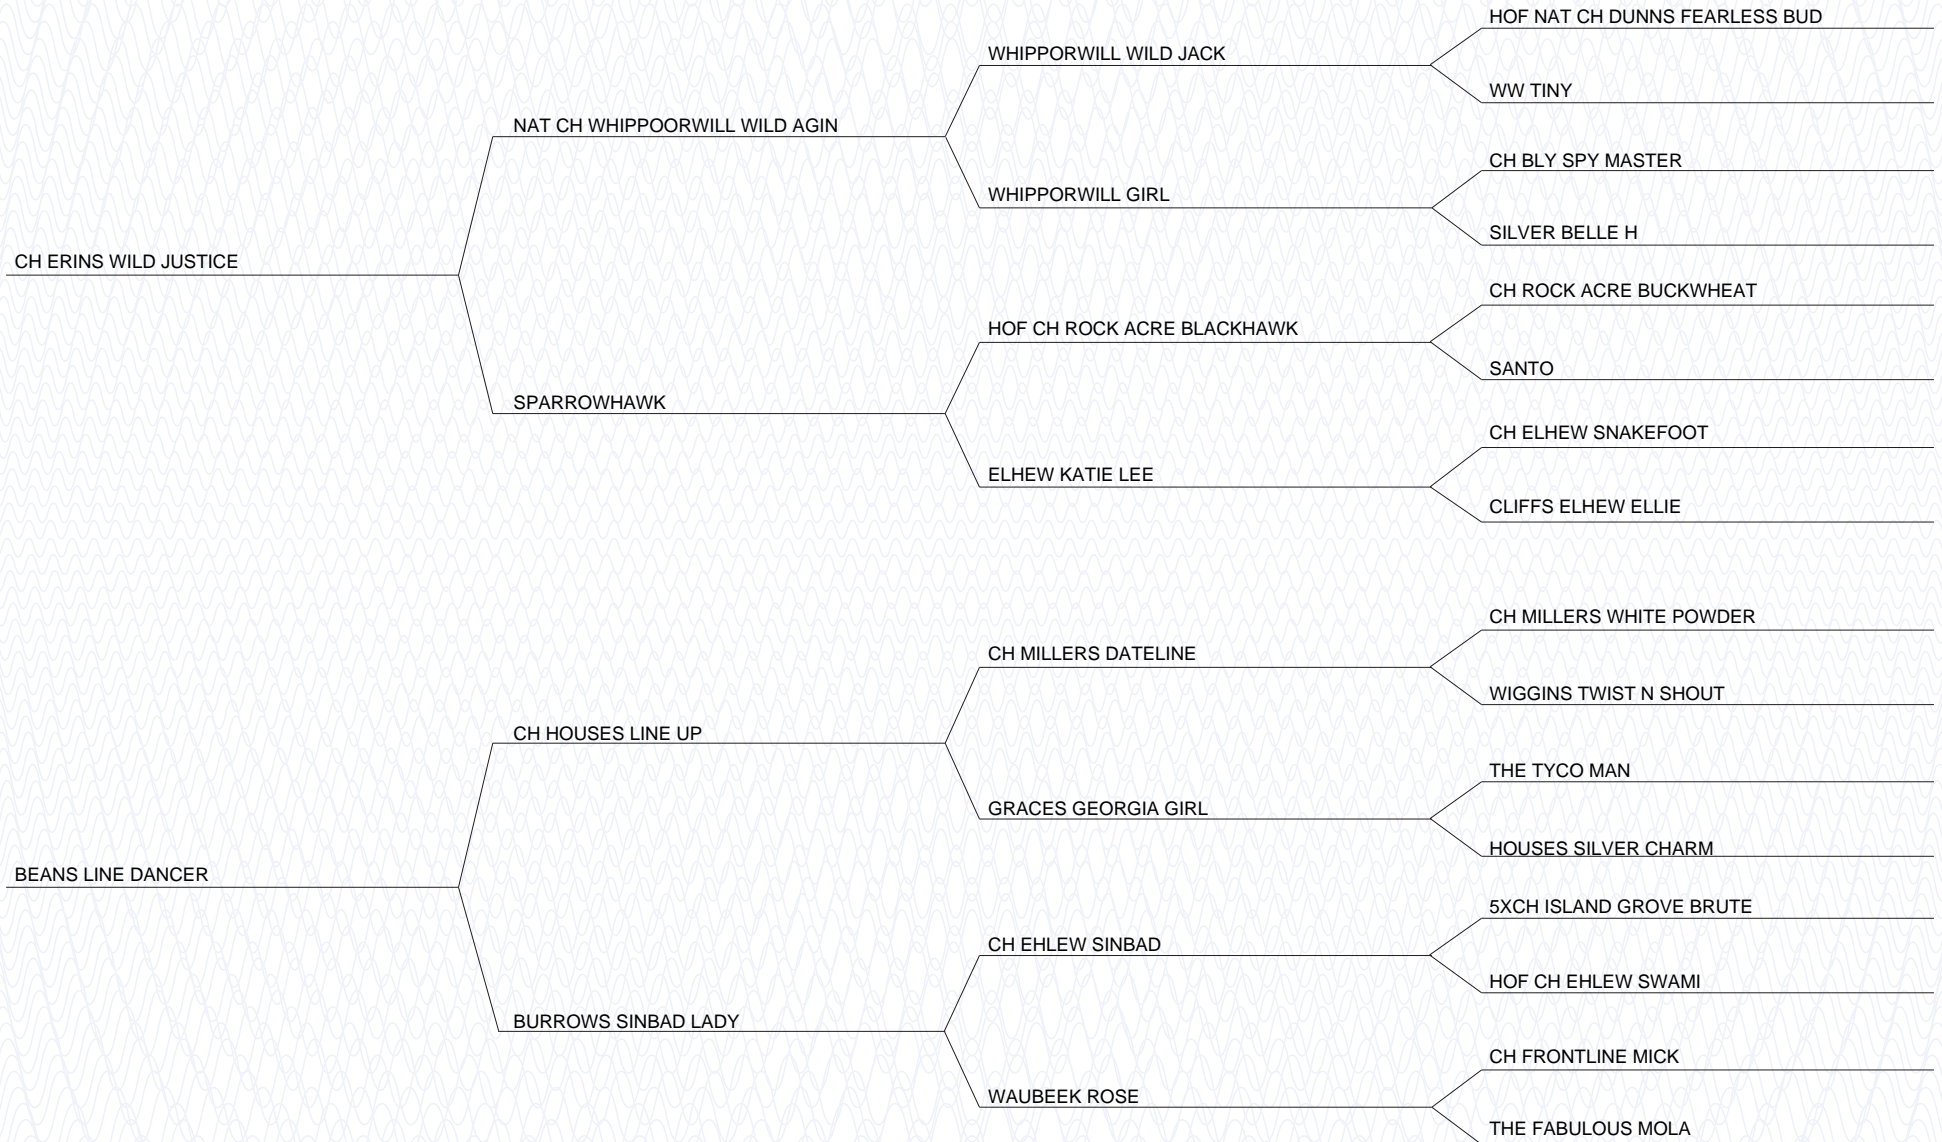 HOF NAT CH DUNNS FEARLESS BUD
WHIPPORWILL WILD JACK
WW TINY
NAT CH WHIPPOORWILL WILD AGIN
CH BLY SPY MASTER
WHIPPORWILL GIRL
SILVER BELLE H
CH ERINS WILD JUSTICE
CH ROCK ACRE BUCKWHEAT
HOF CH ROCK ACRE BLACKHAWK
SANTO
SPARROWHAWK
CH ELHEW SNAKEFOOT
ELHEW KATIE LEE
CLIFFS ELHEW ELLIE
CH MILLERS WHITE POWDER
CH MILLERS DATELINE
WIGGINS TWIST N SHOUT
CH HOUSES LINE UP
THE TYCO MAN
GRACES GEORGIA GIRL
HOUSES SILVER CHARM
BEANS LINE DANCER
5XCH ISLAND GROVE BRUTE
CH EHLEW SINBAD
HOF CH EHLEW SWAMI
BURROWS SINBAD LADY
CH FRONTLINE MICK
WAUBEEK ROSE
THE FABULOUS MOLA